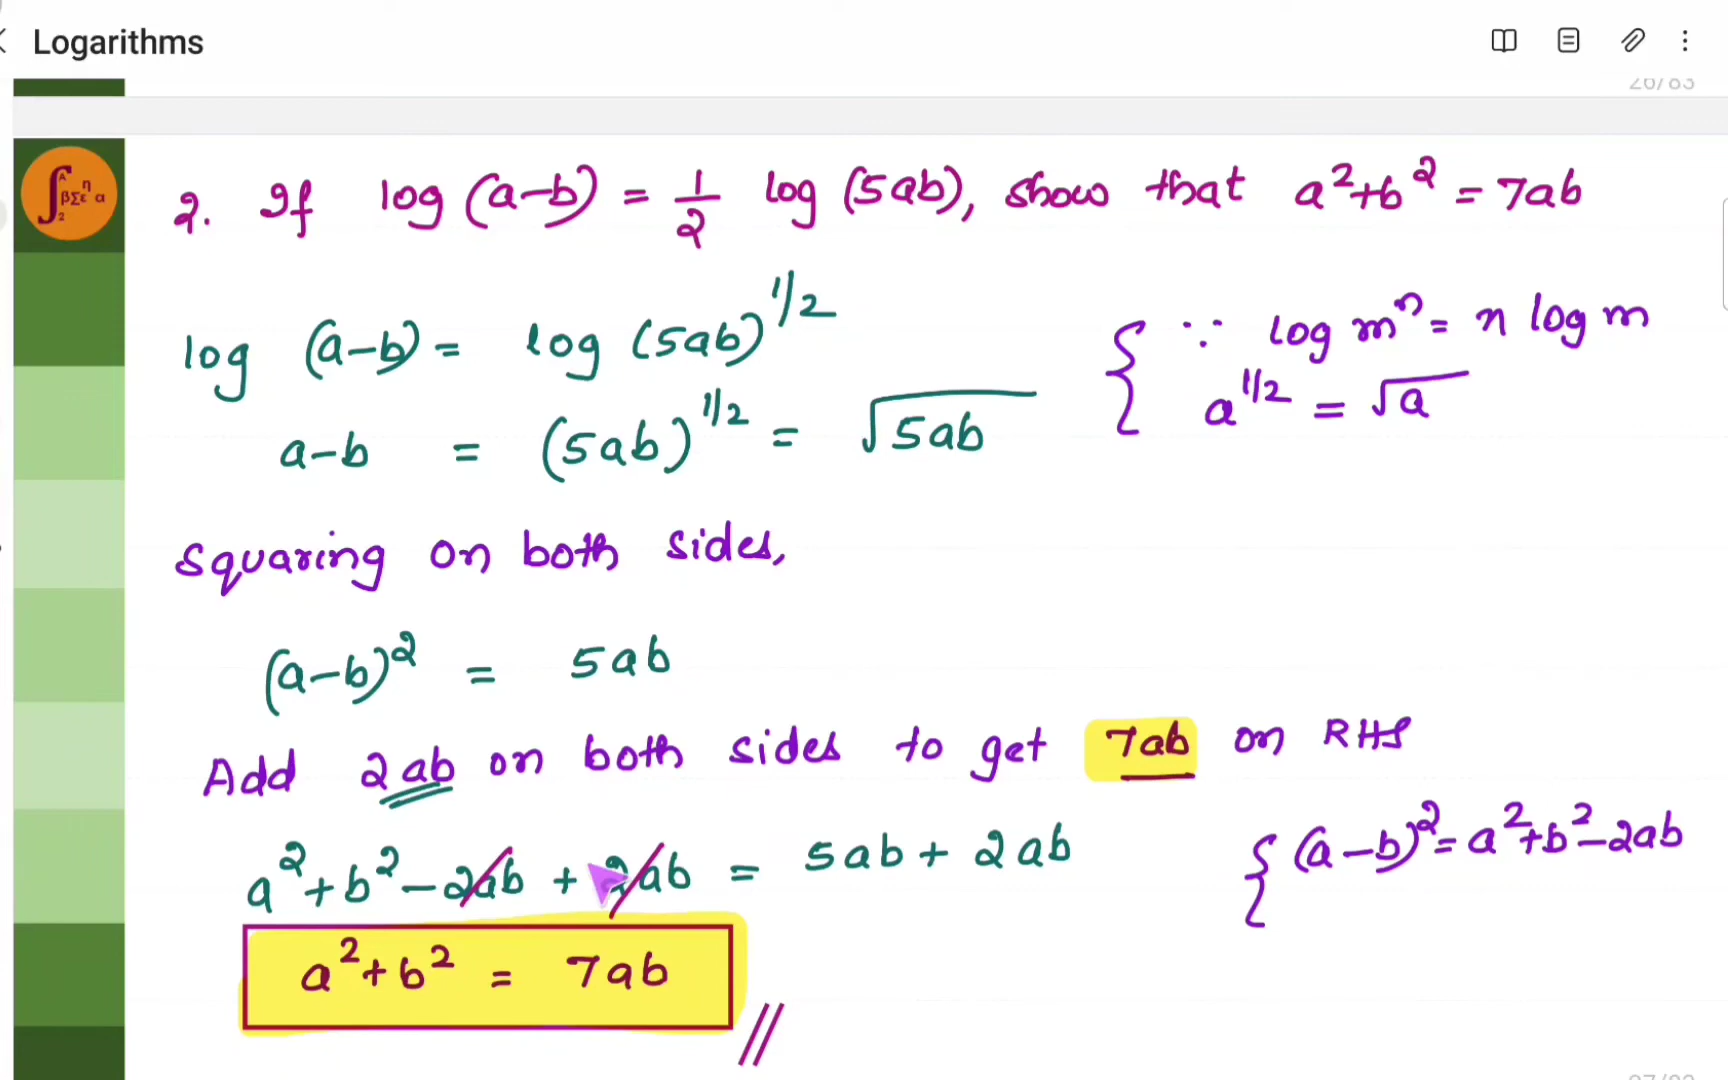 Logarithms
2. If log (a-b) = 1/2 log (5ab), show that a²+b² = 7ab
log (a-b) = log (5ab)^1/2
{ ∵ log mⁿ = n log m
a^1/2 = √a
a-b = (5ab)^1/2 = √5ab
squaring on both sides,
(a-b)² = 5ab
Add 2ab on both sides to get 7ab on RHS
a²+b²-2ab + 2ab = 5ab + 2ab
{ (a-b)² = a²+b²-2ab
a²+b² = 7ab